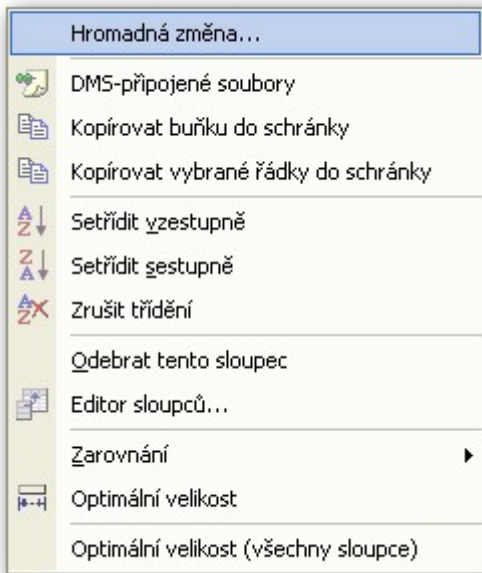 Hromadná změna...
DMS-připojené soubory
Kopírovat buňku do schránky
Kopírovat vybrané řádky do schránky
Setřídit vzestupně
Setřídit sestupně
Zrušit třídění
Odebrat tento sloupec
Editor sloupců...
Zarovnání
Optimální velikost
Optimální velikost (všechny sloupce)